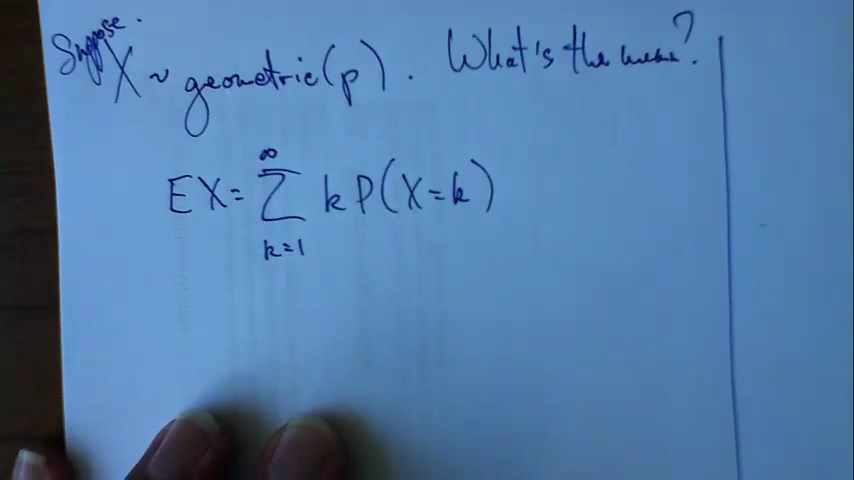 Suppose.
X ~ geometric(p). What's the mean?
∞
EX = Σ k P(X=k)
k=1